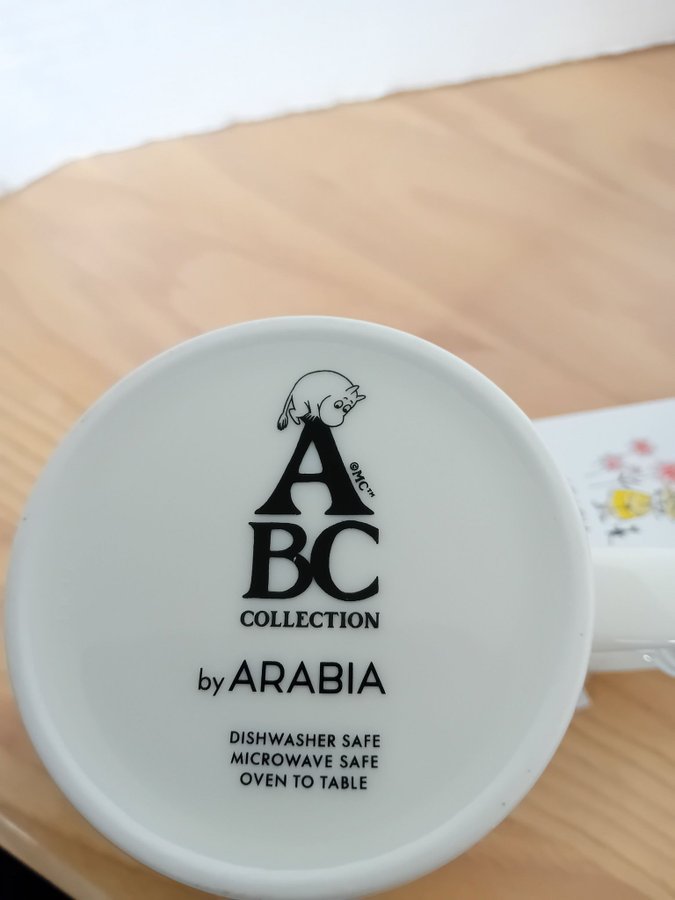 A
©MC™
BC
COLLECTION
by ARABIA
DISHWASHER SAFE
MICROWAVE SAFE
OVEN TO TABLE